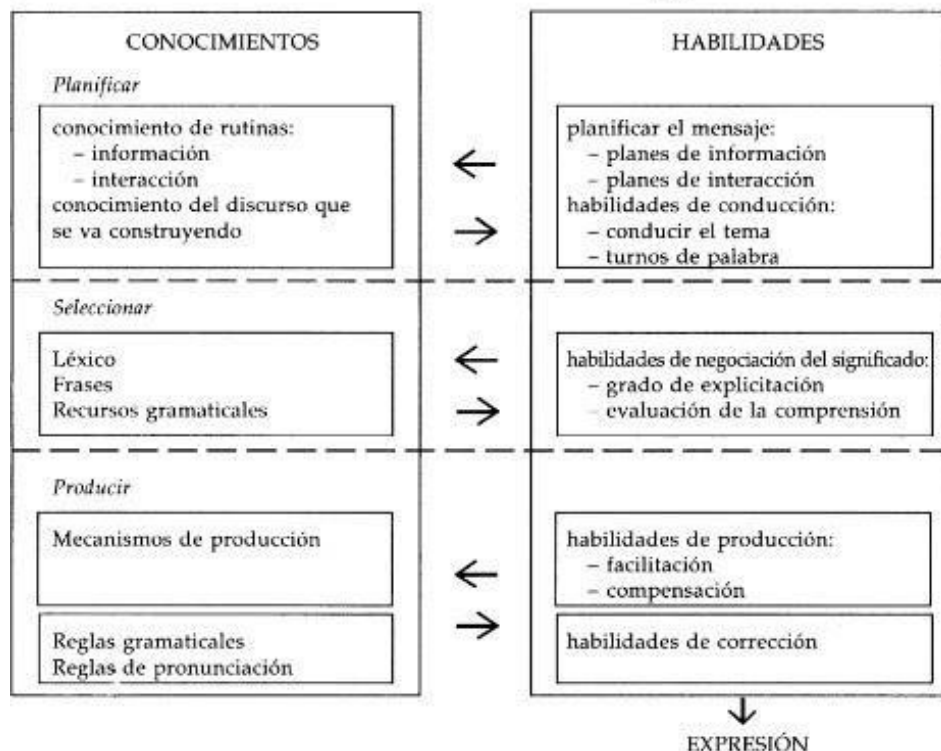 CONOCIMIENTOS
Planificar
conocimiento de rutinas:
– información
– interacción
conocimiento del discurso que
se va construyendo
HABILIDADES
planificar el mensaje:
– planes de información
– planes de interacción
habilidades de conducción:
– conducir el tema
– turnos de palabra
Seleccionar
Léxico
Frases
Recursos gramaticales
habilidades de negociación del significado:
– grado de explicitación
– evaluación de la comprensión
Producir
Mecanismos de producción
habilidades de producción:
– facilitación
– compensación
Reglas gramaticales
Reglas de pronunciación
habilidades de corrección
EXPRESIÓN